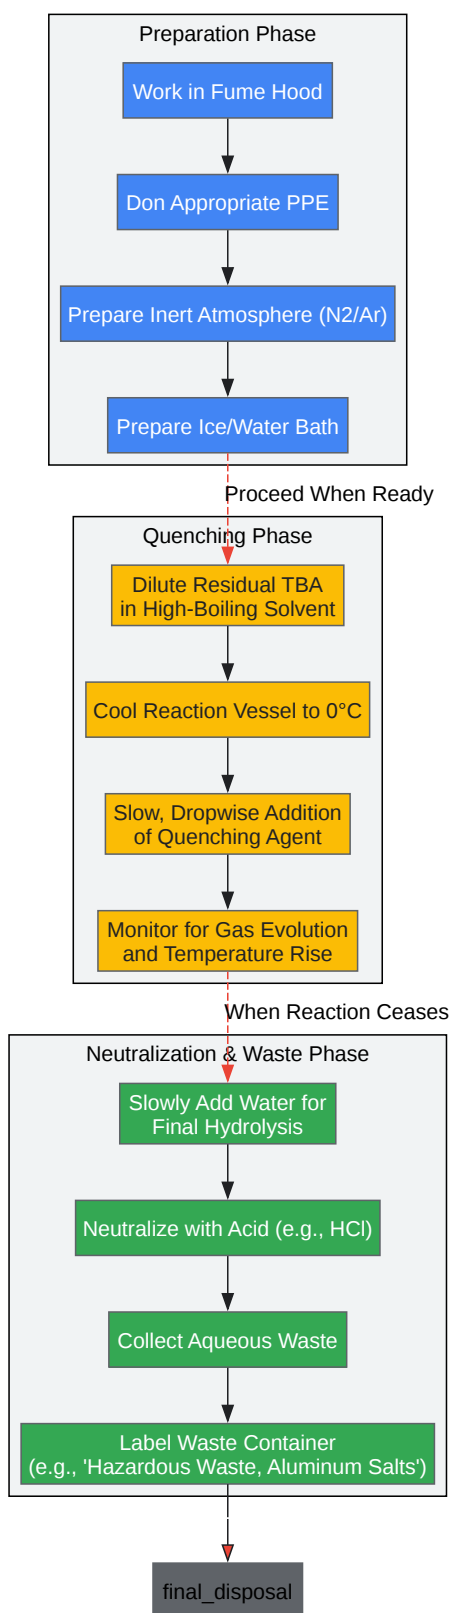 Preparation Phase
Work in Fume Hood
Don Appropriate PPE
Prepare Inert Atmosphere (N2/Ar)
Prepare Ice/Water Bath
Proceed When Ready
Quenching Phase
Dilute Residual TBA
in High-Boiling Solvent
Cool Reaction Vessel to 0°C
Slow, Dropwise Addition
of Quenching Agent
Monitor for Gas Evolution
and Temperature Rise
When Reaction Ceases
Neutralization & Waste Phase
Slowly Add Water for
Final Hydrolysis
Neutralize with Acid (e.g., HCl)
Collect Aqueous Waste
Label Waste Container
(e.g., 'Hazardous Waste, Aluminum Salts')
final_disposal